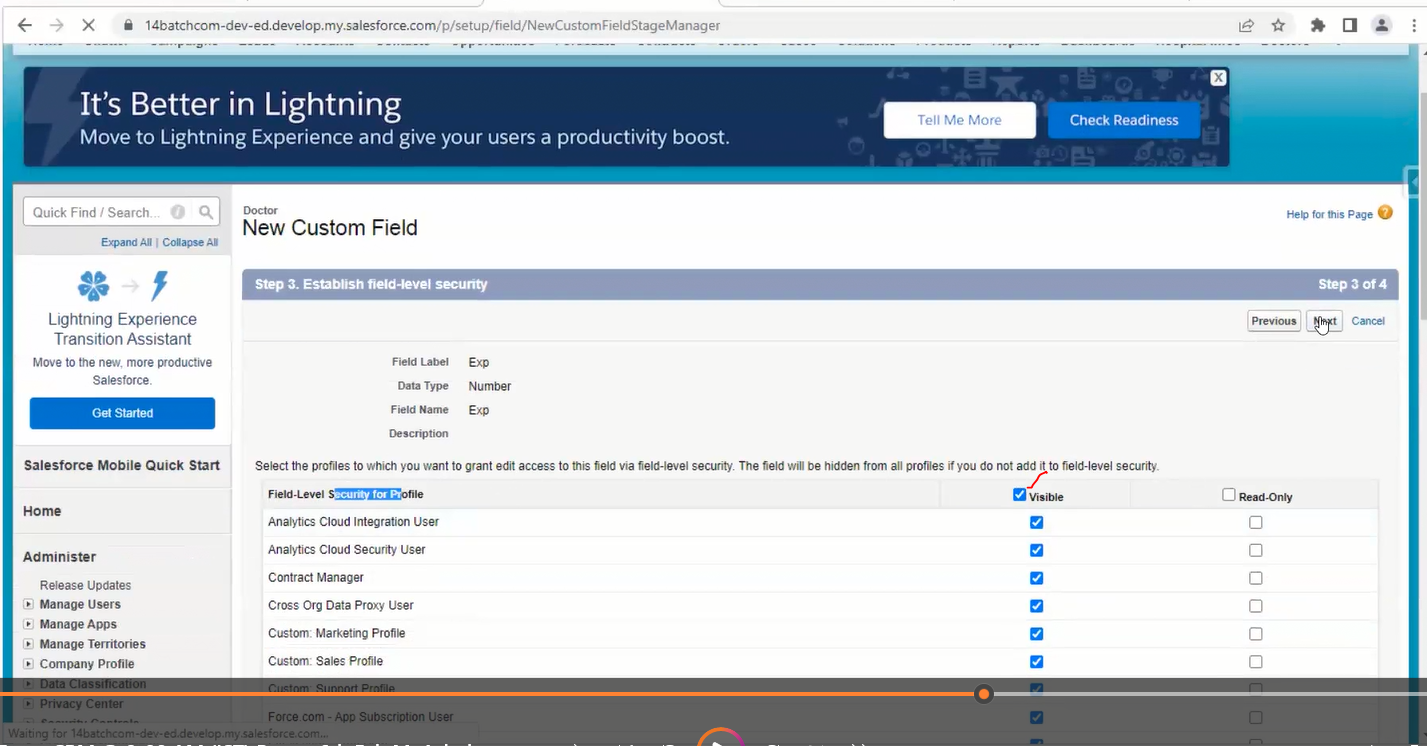 14batchcom-dev-ed.develop.my.salesforce.com/p/setup/field/NewCustomFieldStageManager
It's Better in Lightning
Move to Lightning Experience and give your users a productivity boost.
Tell Me More
Check Readiness
X
Quick Find / Search...
Expand All | Collapse All
Lightning Experience
Transition Assistant
Move to the new, more productive
Salesforce.
Get Started
Salesforce Mobile Quick Start
Home
Administer
Release Updates
Manage Users
Manage Apps
Manage Territories
Company Profile
Data Classification
Privacy Center
Security Controls
Doctor
New Custom Field
Help for this Page ?
Step 3. Establish field-level security
Step 3 of 4
Previous
Next
Cancel
Field Label Exp
Data Type Number
Field Name Exp
Description
Select the profiles to which you want to grant edit access to this field via field-level security. The field will be hidden from all profiles if you do not add it to field-level security.
Field-Level Security for Profile
Visible
Read-Only
Analytics Cloud Integration User
Analytics Cloud Security User
Contract Manager
Cross Org Data Proxy User
Custom: Marketing Profile
Custom: Sales Profile
Custom: Support Profile
Force.com - App Subscription User
Waiting for 14batchcom-dev-ed.develop.my.salesforce.com...